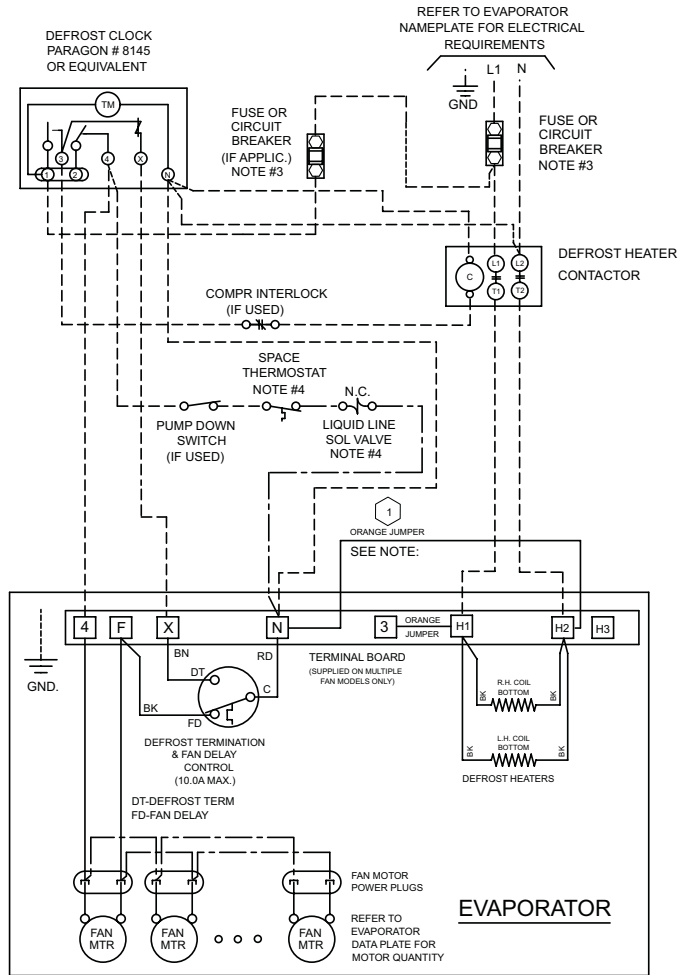 REFER TO EVAPORATOR
NAMEPLATE FOR ELECTRICAL
REQUIREMENTS
DEFROST CLOCK
PARAGON # 8145
OR EQUIVALENT
L1 N
GND
TM
FUSE OR
CIRCUIT
BREAKER
(IF APPLIC.)
NOTE #3
FUSE OR
CIRCUIT
BREAKER
NOTE #3
3 4 X
1 2 N
DEFROST HEATER
CONTACTOR
C L1 L2
T1 T2
COMPR INTERLOCK
(IF USED)
SPACE
THERMOSTAT
NOTE #4
N.C.
PUMP DOWN
SWITCH
(IF USED)
LIQUID LINE
SOL VALVE
NOTE #4
1
ORANGE JUMPER
SEE NOTE:
4 F X N 3 H1 H2 H3
ORANGE
JUMPER
GND.
BN
RD
TERMINAL BOARD
(SUPPLIED ON MULTIPLE
FAN MODELS ONLY)
DT
C
BK
FD
BK
R.H. COIL
BOTTOM
BK
BK
L.H. COIL
BOTTOM
BK
DEFROST HEATERS
DEFROST TERMINATION
& FAN DELAY
CONTROL
(10.0A MAX.)
DT-DEFROST TERM
FD-FAN DELAY
FAN MOTOR
POWER PLUGS
EVAPORATOR
REFER TO
EVAPORATOR
DATA PLATE FOR
MOTOR QUANTITY
FAN
MTR
FAN
MTR
FAN
MTR